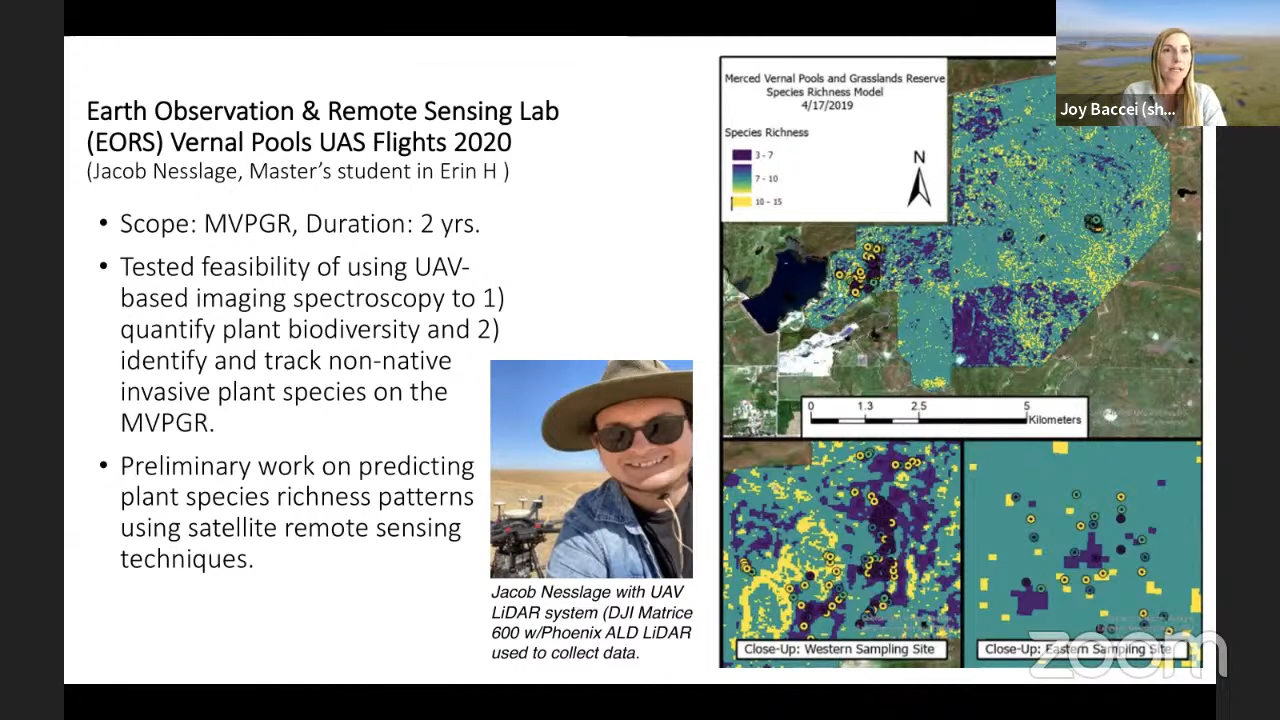 Earth Observation & Remote Sensing Lab
(EORS) Vernal Pools UAS Flights 2020
(Jacob Nesslage, Master's student in Erin H )
• Scope: MVPGR, Duration: 2 yrs.
• Tested feasibility of using UAV-
based imaging spectroscopy to 1)
quantify plant biodiversity and 2)
identify and track non-native
invasive plant species on the
MVPGR.
• Preliminary work on predicting
plant species richness patterns
using satellite remote sensing
techniques.
Jacob Nesslage with UAV
LiDAR system (DJI Matrice
600 w/Phoenix ALD LiDAR
used to collect data.
Merced Vernal Pools and Grasslands Reserve
Species Richness Model
4/17/2019
Species Richness
3 - 7
7 - 10
10 - 15
N
0 1.3 2.5 5
Kilometers
Close-Up: Western Sampling Site
Close-Up: Eastern Sampling Site
Joy Baccei (sh...
zoom